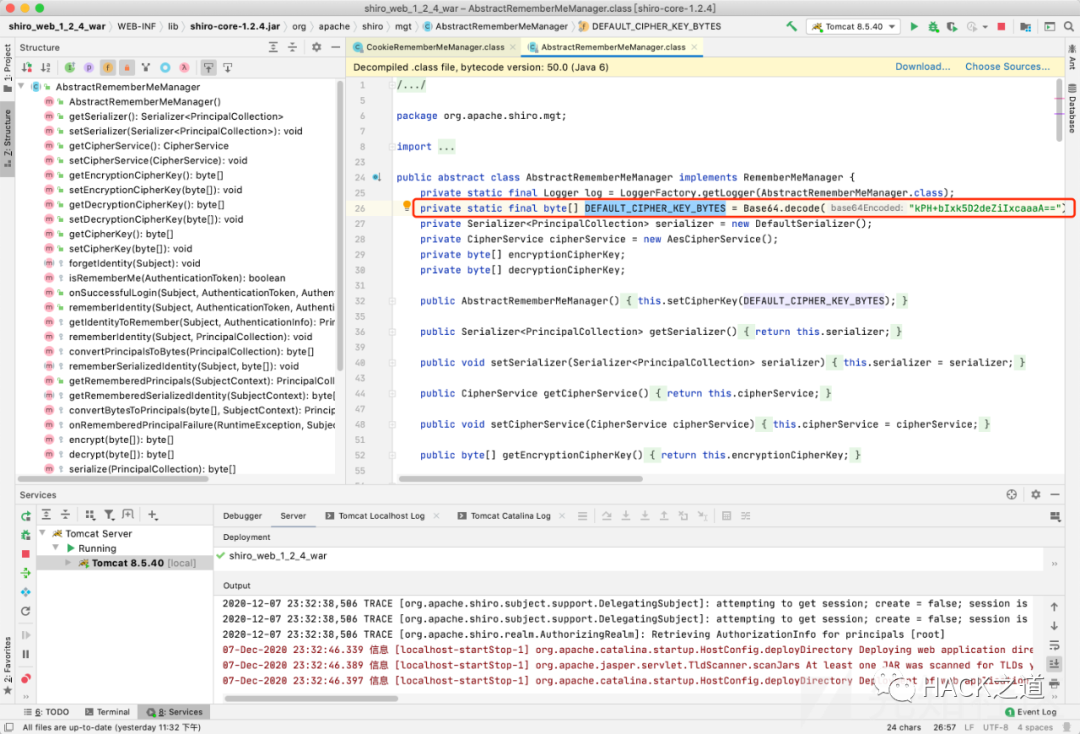 shiro_web_1_2_4_war – AbstractRememberMeManager.class [shiro-core-1.2.4]
shiro_web_1_2_4_war › WEB-INF › lib › shiro-core-1.2.4.jar › org › apache › shiro › mgt › AbstractRememberMeManager › DEFAULT_CIPHER_KEY_BYTES
Tomcat 8.5.40
Structure
CookieRememberMeManager.class
AbstractRememberMeManager.class
Decompiled .class file, bytecode version: 50.0 (Java 6)
Download...
Choose Sources...
1: Project
7: Structure
2: Favorites
Ant
Database
AbstractRememberMeManager
AbstractRememberMeManager()
getSerializer(): Serializer<PrincipalCollection>
setSerializer(Serializer<PrincipalCollection>): void
getCipherService(): CipherService
setCipherService(CipherService): void
getEncryptionCipherKey(): byte[]
setEncryptionCipherKey(byte[]): void
getDecryptionCipherKey(): byte[]
setDecryptionCipherKey(byte[]): void
getCipherKey(): byte[]
setCipherKey(byte[]): void
forgetIdentity(Subject): void
isRememberMe(AuthenticationToken): boolean
onSuccessfulLogin(Subject, AuthenticationToken, Authen
rememberIdentity(Subject, AuthenticationToken, Authenti
getIdentityToRemember(Subject, AuthenticationInfo): Prin
rememberIdentity(Subject, PrincipalCollection): void
convertPrincipalsToBytes(PrincipalCollection): byte[]
rememberSerializedIdentity(Subject, byte[]): void
getRememberedPrincipals(SubjectContext): PrincipalColl
getRememberedSerializedIdentity(SubjectContext): byte[
convertBytesToPrincipals(byte[], SubjectContext): Princip
onRememberedPrincipalFailure(RuntimeException, Subjec
encrypt(byte[]): byte[]
decrypt(byte[]): byte[]
serialize(PrincipalCollection): byte[]
1 /.../
5
6 package org.apache.shiro.mgt;
7
8 import ...
23
24 public abstract class AbstractRememberMeManager implements RememberMeManager {
25 private static final Logger log = LoggerFactory.getLogger(AbstractRememberMeManager.class);
26 private static final byte[] DEFAULT_CIPHER_KEY_BYTES = Base64.decode( base64Encoded: "kPH+bIxk5D2deZiIxcaaaA==")
27 private Serializer<PrincipalCollection> serializer = new DefaultSerializer();
28 private CipherService cipherService = new AesCipherService();
29 private byte[] encryptionCipherKey;
30 private byte[] decryptionCipherKey;
31
32 public AbstractRememberMeManager() { this.setCipherKey(DEFAULT_CIPHER_KEY_BYTES); }
35
36 public Serializer<PrincipalCollection> getSerializer() { return this.serializer; }
39
40 public void setSerializer(Serializer<PrincipalCollection> serializer) { this.serializer = serializer; }
43
44 public CipherService getCipherService() { return this.cipherService; }
47
48 public void setCipherService(CipherService cipherService) { this.cipherService = cipherService; }
51
52 public byte[] getEncryptionCipherKey() { return this.encryptionCipherKey; }
55
Services
Debugger
Server
Tomcat Localhost Log
Tomcat Catalina Log
Tomcat Server
Running
Tomcat 8.5.40 [local]
Deployment
shiro_web_1_2_4_war
Output
2020-12-07 23:32:38,506 TRACE [org.apache.shiro.subject.support.DelegatingSubject]: attempting to get session; create = false; session is
2020-12-07 23:32:38,506 TRACE [org.apache.shiro.subject.support.DelegatingSubject]: attempting to get session; create = false; session is
2020-12-07 23:32:38,506 TRACE [org.apache.shiro.realm.AuthorizingRealm]: Retrieving AuthorizationInfo for principals [root]
07-Dec-2020 23:32:46.339 信息 [localhost-startStop-1] org.apache.catalina.startup.HostConfig.deployDirectory Deploying web application dire
07-Dec-2020 23:32:46.389 信息 [localhost-startStop-1] org.apache.jasper.servlet.TldScanner.scanJars At least one JAR was scanned for TLDs y
07-Dec-2020 23:32:46.397 信息 [localhost-startStop-1] org.apache.catalina.startup.HostConfig.deployDirectory of web application
HACK之道
6: TODO
Terminal
8: Services
1 Event Log
All files are up-to-date (yesterday 11:32 下午)
24 chars
26:57
LF
UTF-8
4 spaces